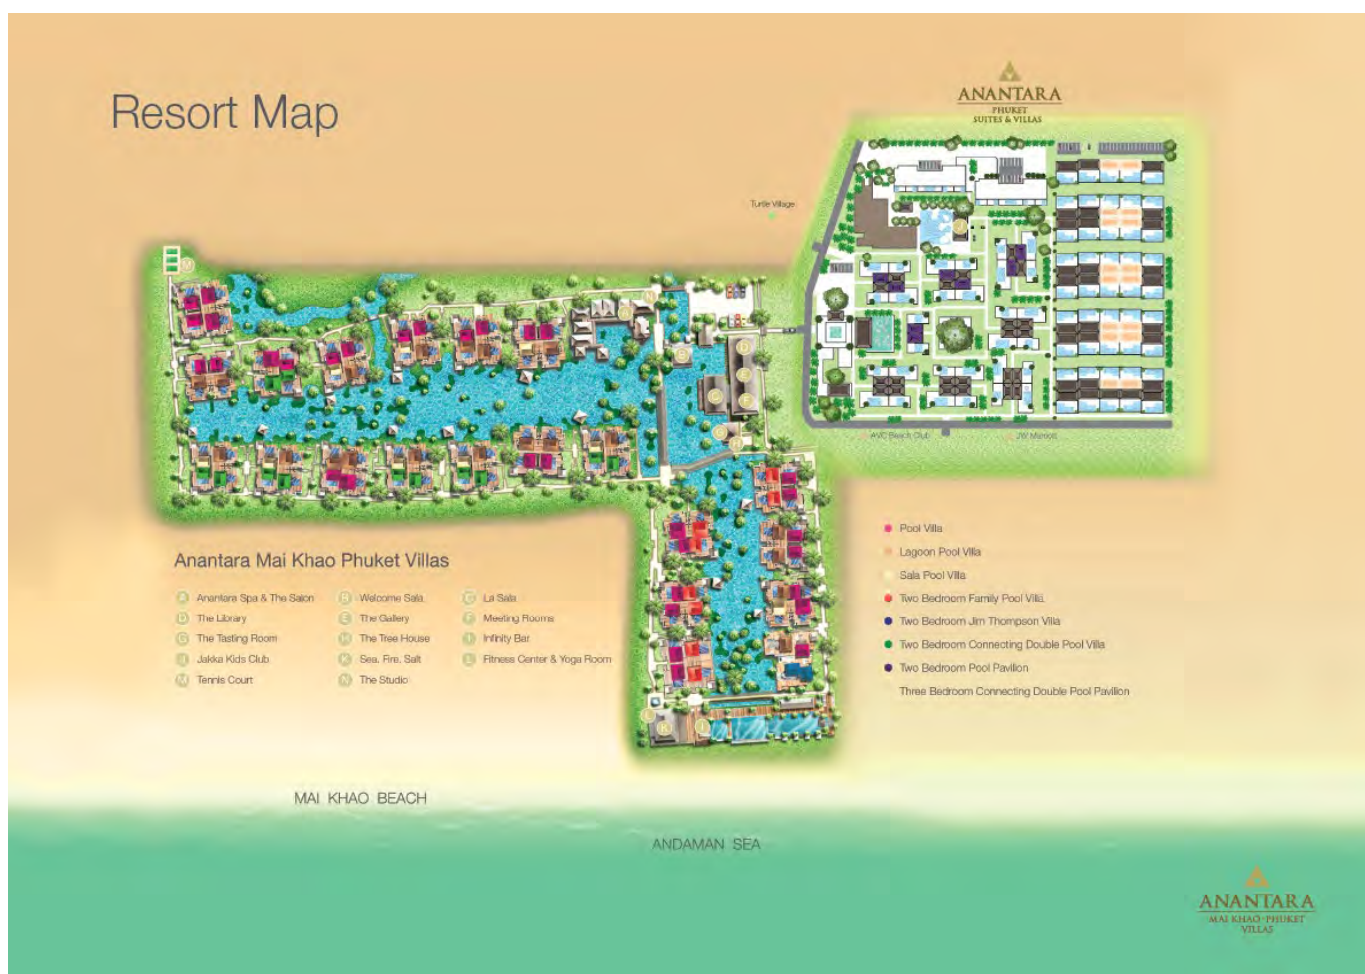 Resort Map
ANANTARA
PHUKET
SUITES & VILLAS
Turtle Village
AVC Beach Club
JW Marriott
Anantara Mai Khao Phuket Villas
A Anantara Spa & The Salon
B Welcome Sala
C La Sala
D The Library
E The Gallery
F Meeting Rooms
G The Tasting Room
H The Tree House
I Infinity Bar
J Jakka Kids Club
K Sea. Fire. Salt
L Fitness Center & Yoga Room
M Tennis Court
N The Studio
Pool Villa
Lagoon Pool Villa
Sala Pool Villa
Two Bedroom Family Pool Villa
Two Bedroom Jim Thompson Villa
Two Bedroom Connecting Double Pool Villa
Two Bedroom Pool Pavilion
Three Bedroom Connecting Double Pool Pavilion
MAI KHAO BEACH
ANDAMAN SEA
ANANTARA
MAI KHAO · PHUKET
VILLAS